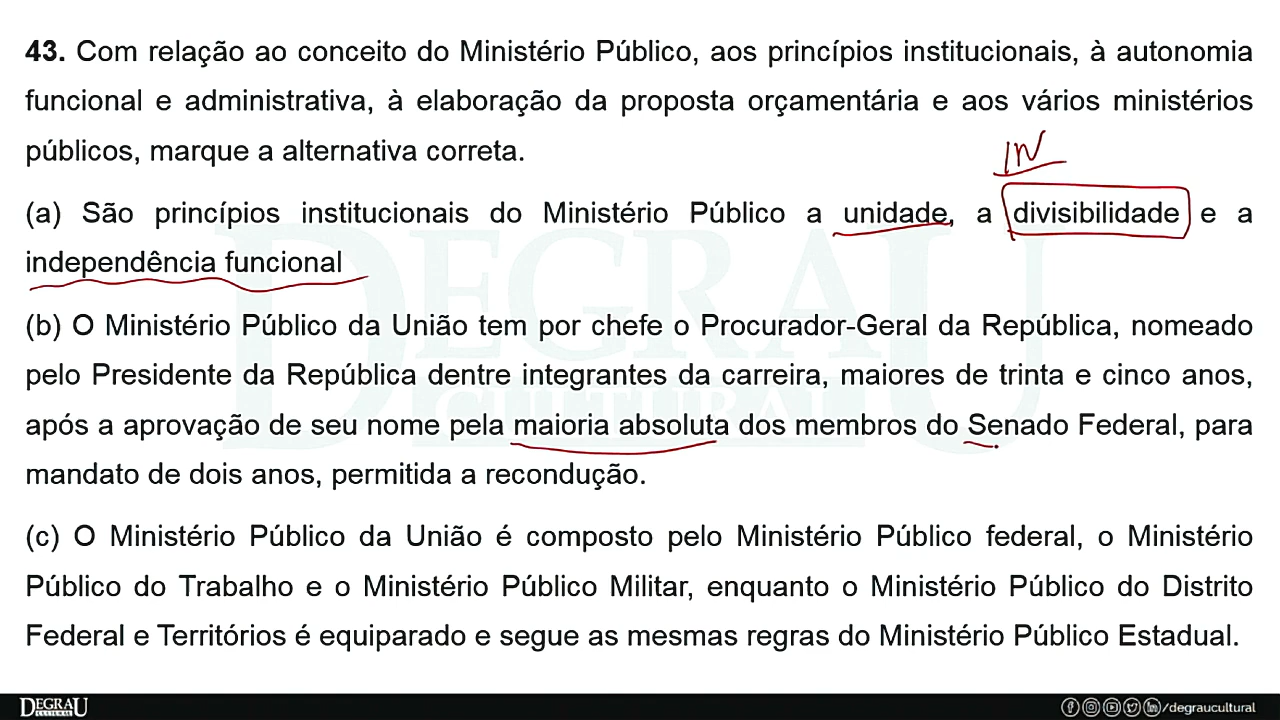 43. Com relação ao conceito do Ministério Público, aos princípios institucionais, à autonomia
funcional e administrativa, à elaboração da proposta orçamentária e aos vários ministérios
públicos, marque a alternativa correta.
IN
(a) São princípios institucionais do Ministério Público a unidade, a divisibilidade e a
independência funcional
(b) O Ministério Público da União tem por chefe o Procurador-Geral da República, nomeado
pelo Presidente da República dentre integrantes da carreira, maiores de trinta e cinco anos,
após a aprovação de seu nome pela maioria absoluta dos membros do Senado Federal, para
mandato de dois anos, permitida a recondução.
(c) O Ministério Público da União é composto pelo Ministério Público federal, o Ministério
Público do Trabalho e o Ministério Público Militar, enquanto o Ministério Público do Distrito
Federal e Territórios é equiparado e segue as mesmas regras do Ministério Público Estadual.
DEGRAU
CULTURAL
DEGRAU
CULTURAL
/degraucultural